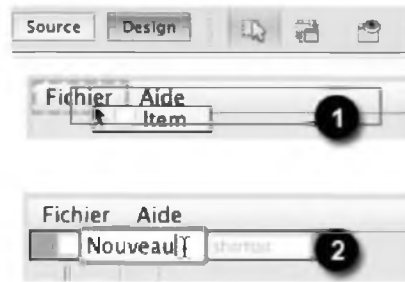 Source Design
Fichier Aide
Item
1
Fichier Aide
Nouveau shortcut
2